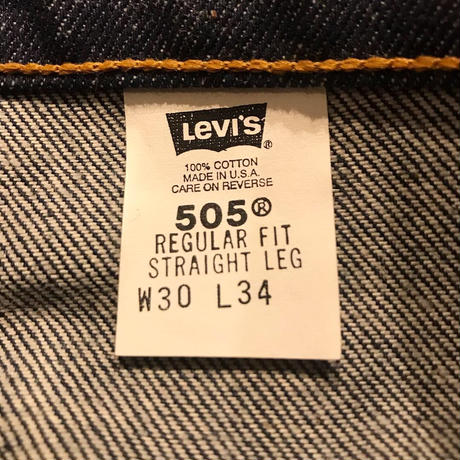 Levi's®
100% COTTON
MADE IN U.S.A.
CARE ON REVERSE
505®
REGULAR FIT
STRAIGHT LEG
W30 L34